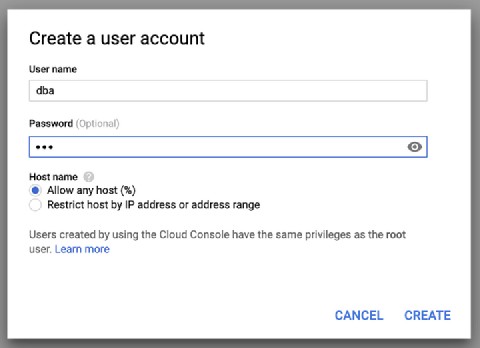 Create a user account
User name
dba
Password (Optional)
•••
Host name ?
Allow any host (%)
Restrict host by IP address or address range
Users created by using the Cloud Console have the same privileges as the root
user. Learn more
CANCEL CREATE